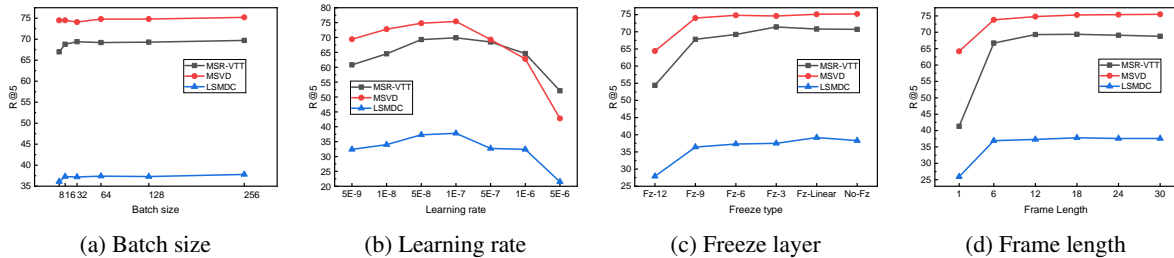 75
70
65
60
55
50
45
40
35
R @5
8 16 32 64 128 256
Batch size
MSR-VTT
MSVD
LSMDC
(a) Batch size
80
75
70
65
60
55
50
45
40
35
30
25
20
R @5
5E-9 1E-8 5E-8 1E-7 5E-7 1E-6 5E-6
Learning rate
MSR-VTT
MSVD
LSMDC
(b) Learning rate
75
70
65
60
55
50
45
40
35
30
25
R @5
Fz-12 Fz-9 Fz-6 Fz-3 Fz-Linear No-Fz
Freeze type
MSR-VTT
MSVD
LSMDC
(c) Freeze layer
75
70
65
60
55
50
45
40
35
30
25
R @5
1 6 12 18 24 30
Frame Length
MSR-VTT
MSVD
LSMDC
(d) Frame length